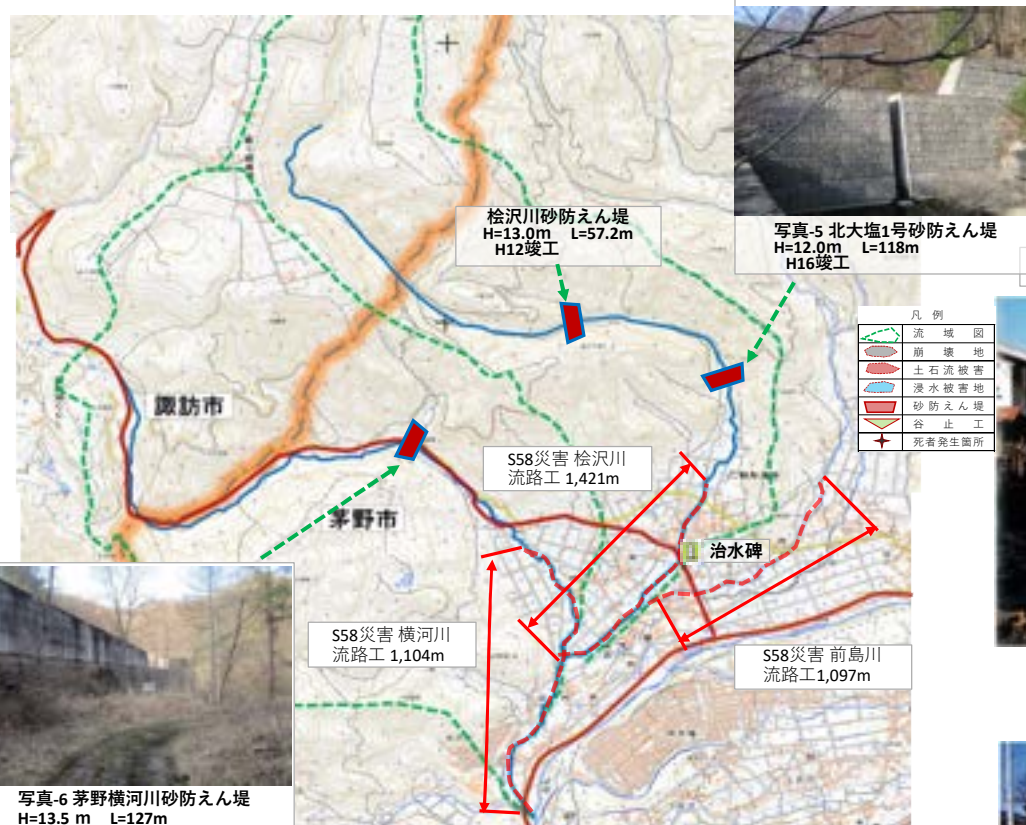 桧沢川砂防えん堤
H=13.0m L=57.2m
H12竣工
写真-5 北大塩1号砂防えん堤
H=12.0m L=118m
H16竣工
凡例
流域図
崩壊地
土石流被害
浸水被害地
砂防えん堤
谷止工
死者発生箇所
諏訪市
茅野市
S58災害 桧沢川
流路工 1,421m
治水碑
S58災害 横河川
流路工 1,104m
S58災害 前島川
流路工1,097m
写真-6 茅野横河川砂防えん堤
H=13.5 m L=127m